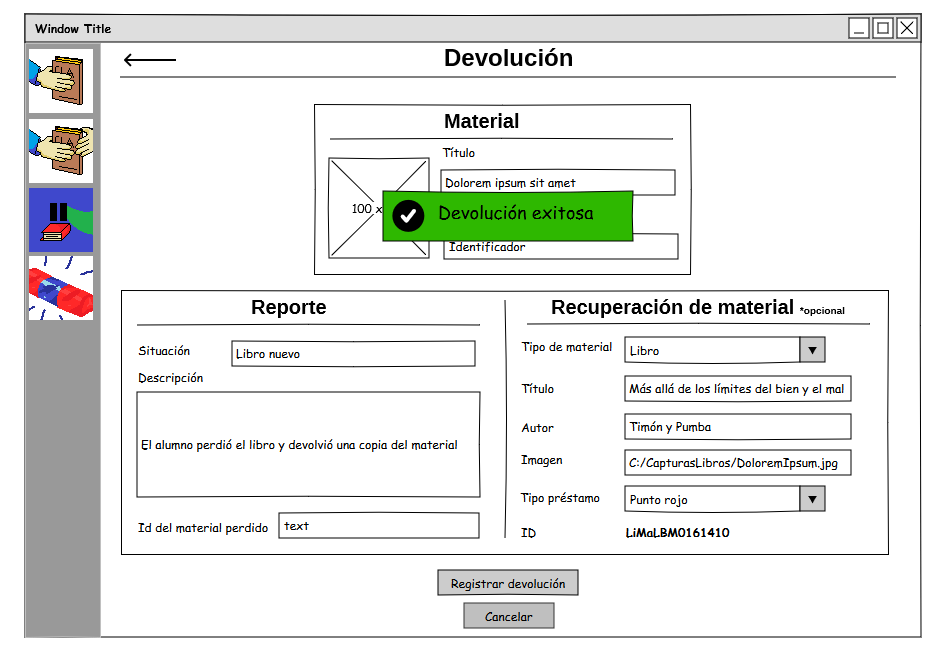 Window Title
Devolución
Material
Título
Dolorem ipsum sit amet
100 x
Devolución exitosa
Identificador
Reporte
Situación
Libro nuevo
Descripción
El alumno perdió el libro y devolvió una copia del material
Id del material perdido
text
Recuperación de material *opcional
Tipo de material
Libro
Título
Más allá de los límites del bien y el mal
Autor
Timón y Pumba
Imagen
C:/CapturasLibros/DoloremIpsum.jpg
Tipo préstamo
Punto rojo
ID
LiMaLBM0161410
Registrar devolución
Cancelar